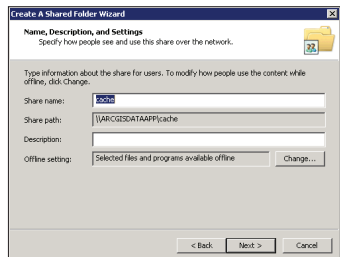 Create A Shared Folder Wizard
Name, Description, and Settings
Specify how people see and use this share over the network.
Type information about the share for users. To modify how people use the content while
offline, click Change.
Share name: cache
Share path: \\ARCGISDATAAPP\cache
Description:
Offline setting: Selected files and programs available offline Change...
< Back Next > Cancel